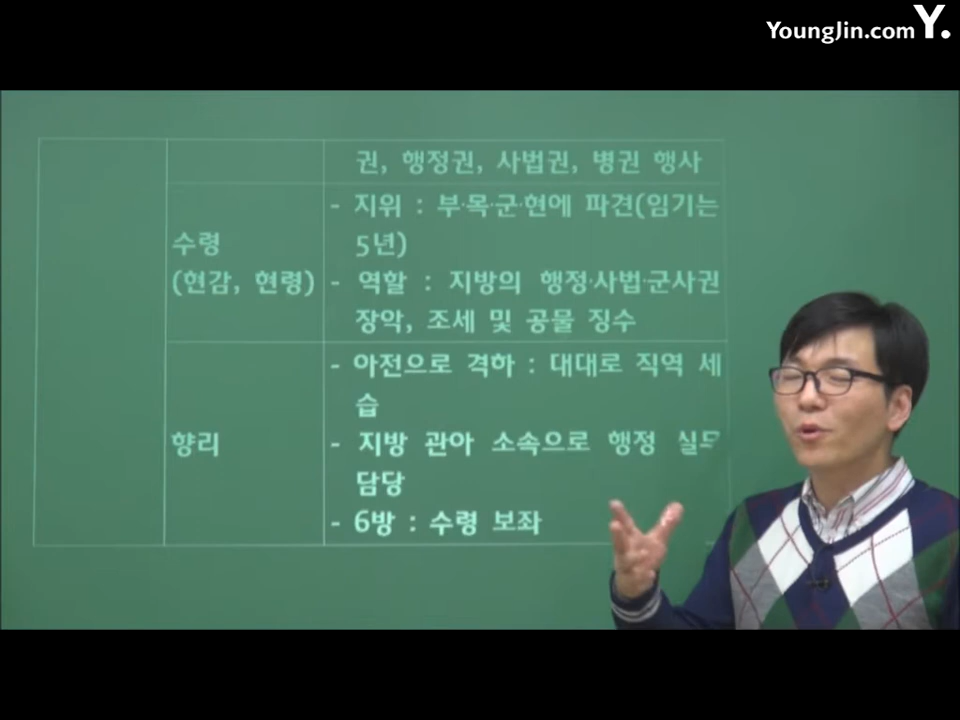 YoungJin.com Y.
권, 행정권, 사법권, 병권 행사
수령
(현감, 현령)
- 지위 : 부·목·군·현에 파견(임기는
5년)
- 역할 : 지방의 행정·사법·군사권
장악, 조세 및 공물 징수
향리
- 아전으로 격하 : 대대로 직역 세
습
- 지방 관아 소속으로 행정 실무
담당
- 6방 : 수령 보좌